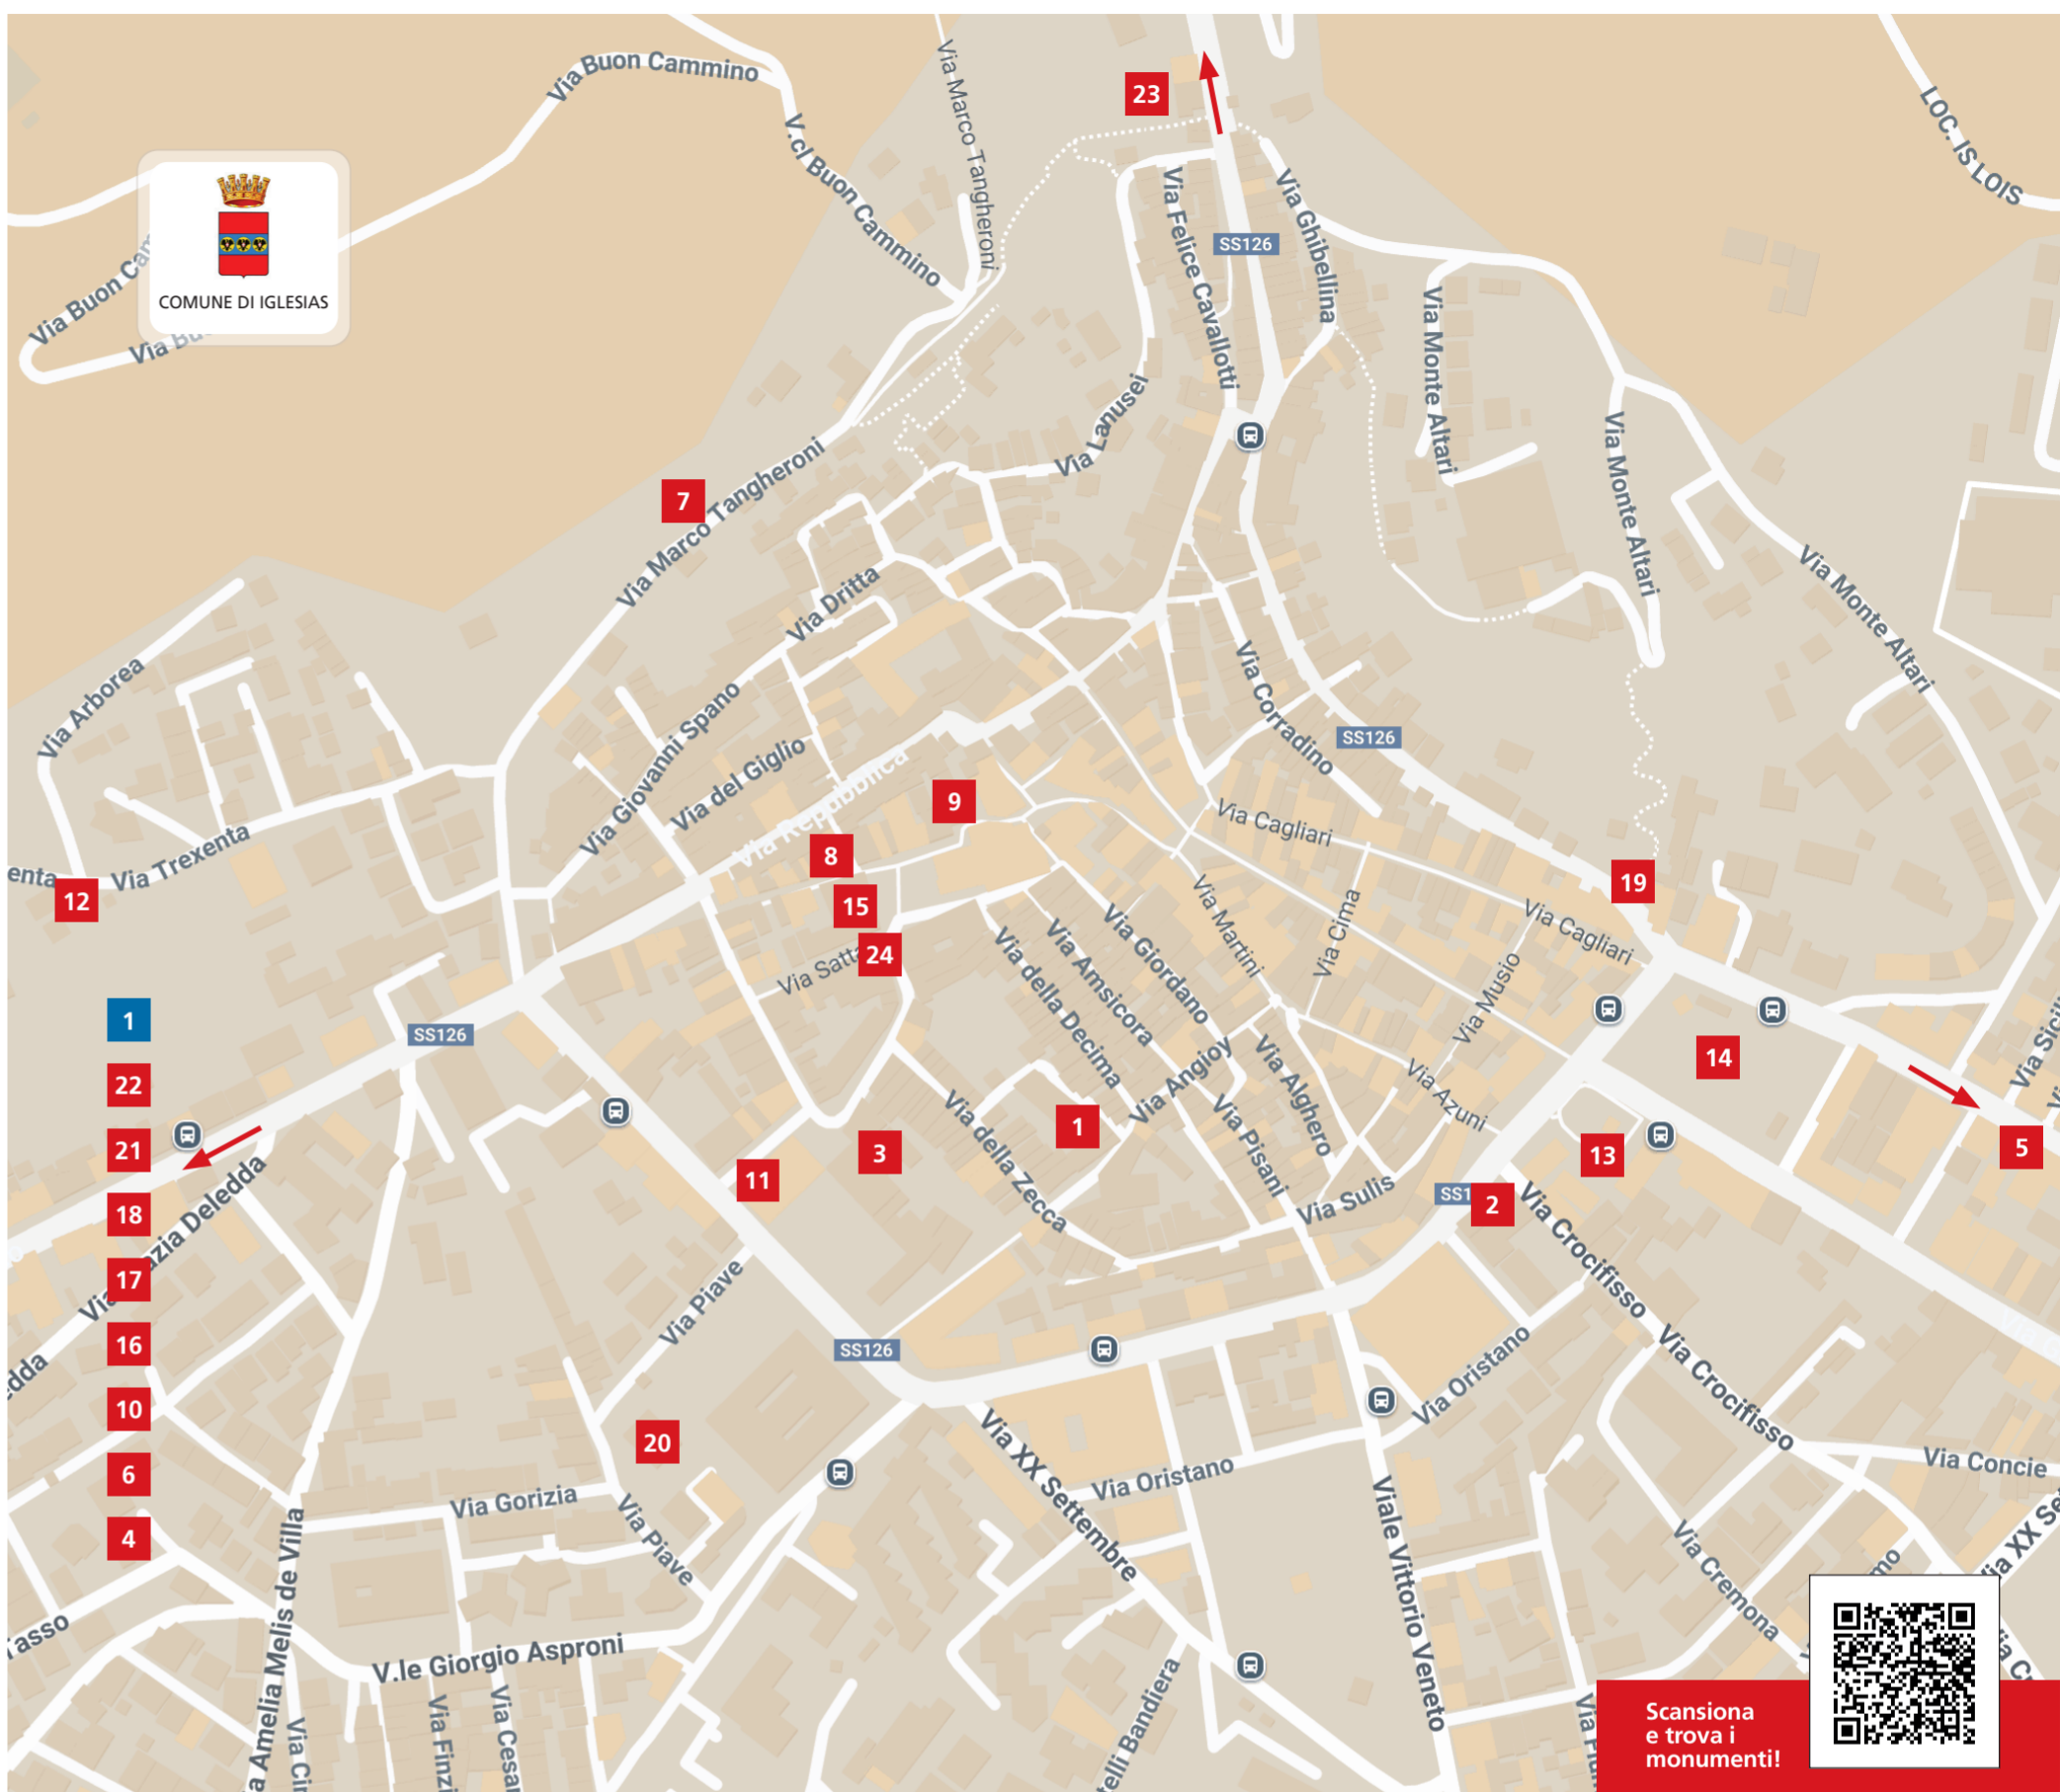 Via Buon Cammino
Via Marco Tangheroni
23
V.cl Buon Cammino
LOC. IS LOIS
COMUNE DI IGLESIAS
Via Felice Cavallotti
Via Ghibellina
SS126
Via Monte Altari
Via Lanusei
Via Monte Altari
7
Via Marco Tangheroni
Via Dritta
Via Monte Altari
Via Arborea
Via Giovanni Spano
Via Corradino
SS126
Via del Giglio
Via Repubblica
9
Via Cagliari
8
Via Trexenta
12
15
19
Via Martini
Via Cima
Via Cagliari
24
Via della Decima
Via Amsicora
Via Giordano
Via Musio
1
SS126
22
14
Via Angioy
Via Alghero
Via Azuni
21
Via della Zecca
1
3
11
13
5
Via Pisani
18
Via Sulis
2
Via Crocifisso
17
Via Piave
16
SS126
Via Oristano
Via Crocifisso
10
20
Via XX Settembre
Via Oristano
Via Concie
6
Via Gorizia
Via Piave
4
Viale Vittorio Veneto
Via Cremona
V.le Giorgio Asproni
Scansiona
e trova i
monumenti!